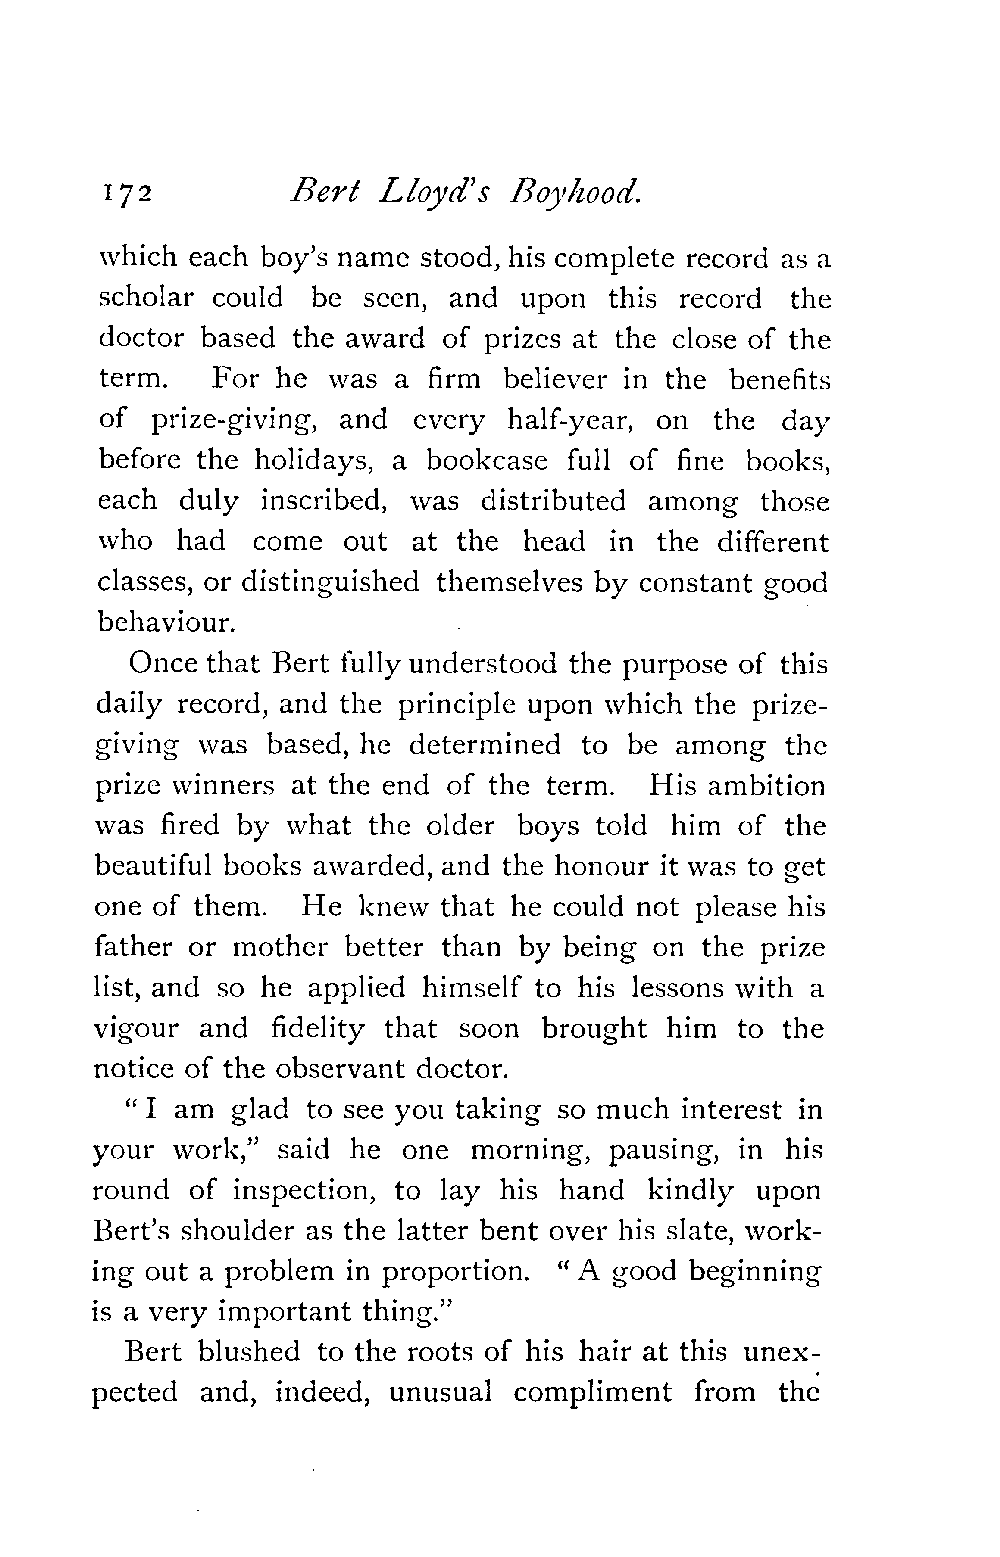 172 Bert Lloyd's Boyhood.
which each boy's name stood, his complete record as a
scholar could be seen, and upon this record the
doctor based the award of prizes at the close of the
term. For he was a firm believer in the benefits
of prize-giving, and every half-year, on the day
before the holidays, a bookcase full of fine books,
each duly inscribed, was distributed among those
who had come out at the head in the different
classes, or distinguished themselves by constant good
behaviour.
Once that Bert fully understood the purpose of this
daily record, and the principle upon which the prize-
giving was based, he determined to be among the
prize winners at the end of the term. His ambition
was fired by what the older boys told him of the
beautiful books awarded, and the honour it was to get
one of them. He knew that he could not please his
father or mother better than by being on the prize
list, and so he applied himself to his lessons with a
vigour and fidelity that soon brought him to the
notice of the observant doctor.
“ I am glad to see you taking so much interest in
your work,” said he one morning, pausing, in his
round of inspection, to lay his hand kindly upon
Bert's shoulder as the latter bent over his slate, work-
ing out a problem in proportion. “ A good beginning
is a very important thing.”
Bert blushed to the roots of his hair at this unex-
pected and, indeed, unusual compliment from the